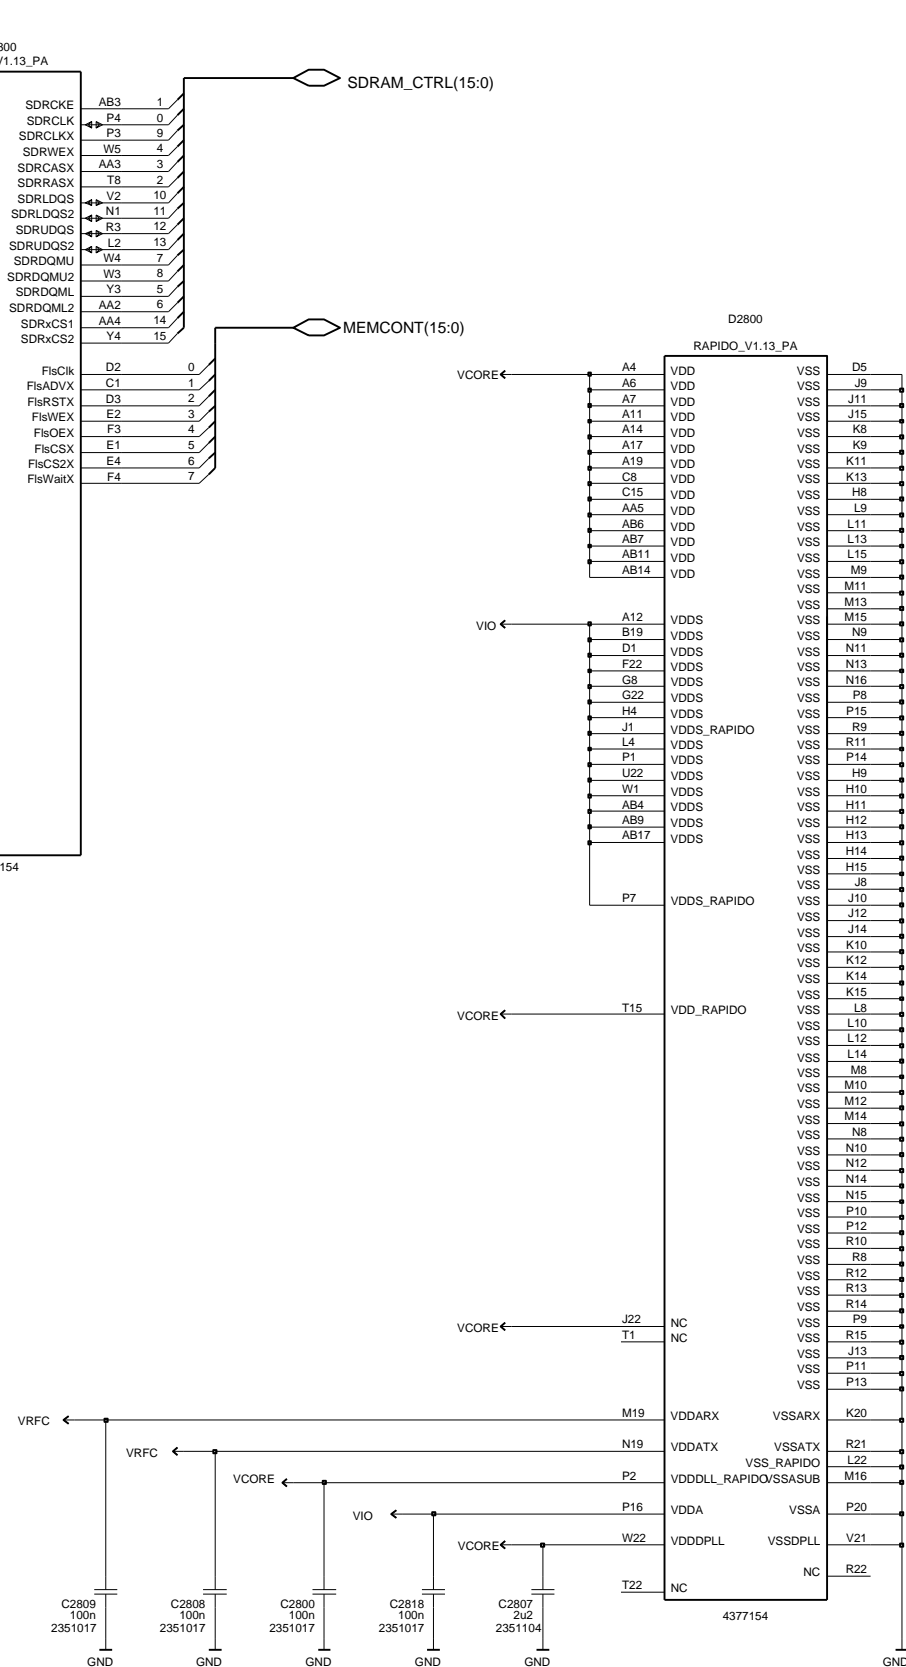 800
V1.13_PA
SDRAM_CTRL(15:0)
SDRCKE AB3 1
SDRCLK P4 0
SDRCLKX P3 9
SDRWEX W5 4
SDRCASX AA3 3
SDRRASX T8 2
SDRLDQS V2 10
SDRLDQS2 N1 11
SDRUDQS R3 12
SDRUDQS2 L2 13
SDRDQMU W4 7
SDRDQMU2 W3 8
SDRDQML Y3 5
SDRDQML2 AA2 6
SDRxCS1 AA4 14
SDRxCS2 Y4 15
MEMCONT(15:0)
FlsClk D2 0
FlsADVX C1 1
FlsRSTX D3 2
FlsWEX E2 3
FlsOEX F3 4
FlsCSX E1 5
FlsCS2X E4 6
FlsWaitX F4 7
154
D2800
RAPIDO_V1.13_PA
VCORE A4 VDD VSS D5
A6 VDD VSS J9
A7 VDD VSS J11
A11 VDD VSS J15
A14 VDD VSS K8
A17 VDD VSS K9
A19 VDD VSS K11
C8 VDD VSS K13
C15 VDD VSS H8
AA5 VDD VSS L9
AB6 VDD VSS L11
AB7 VDD VSS L13
AB11 VDD VSS L15
AB14 VDD VSS M9
VSS M11
VSS M13
VIO A12 VDDS VSS M15
B19 VDDS VSS N9
D1 VDDS VSS N11
F22 VDDS VSS N13
G8 VDDS VSS N16
G22 VDDS VSS P8
H4 VDDS VSS P15
J1 VDDS_RAPIDO VSS R9
L4 VDDS VSS R11
P1 VDDS VSS P14
U22 VDDS VSS H9
W1 VDDS VSS H10
AB4 VDDS VSS H11
AB9 VDDS VSS H12
AB17 VDDS VSS H13
VSS H14
VSS H15
VSS J8
P7 VDDS_RAPIDO VSS J10
VSS J12
VSS J14
VSS K10
VSS K12
VSS K14
VSS K15
VCORE T15 VDD_RAPIDO VSS L8
VSS L10
VSS L12
VSS L14
VSS M8
VSS M10
VSS M12
VSS M14
VSS N8
VSS N10
VSS N12
VSS N14
VSS N15
VSS P10
VSS P12
VSS R10
VSS R8
VSS R12
VSS R13
VSS R14
VCORE J22 NC VSS P9
T1 NC VSS R15
VSS J13
VSS P11
VSS P13
VRFC M19 VDDARX VSSARX K20
VRFC N19 VDDATX VSSATX R21
VSS_RAPIDO L22
VCORE P2 VDDDLL_RAPIDO VSSASUB M16
VIO P16 VDDA VSSA P20
VCORE W22 VDDDPLL VSSDPLL V21
NC R22
T22 NC
C2809 C2808 C2800 C2818 C2807
100n 100n 100n 100n 2u2
2351017 2351017 2351017 2351017 2351104
4377154
GND GND GND GND GND GND